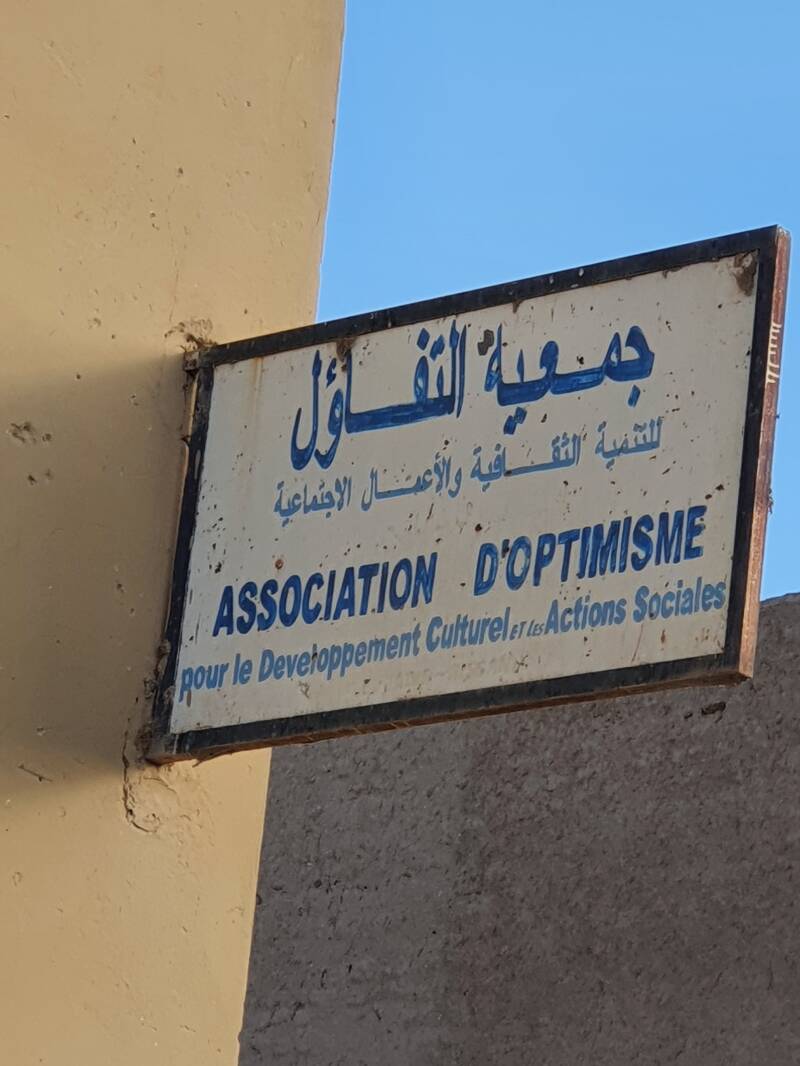 جمعية التفاؤل
للتنمية الثقافية والأعمال الاجتماعية
ASSOCIATION D'OPTIMISME
pour le Developpement Culturel ET LES Actions Sociales